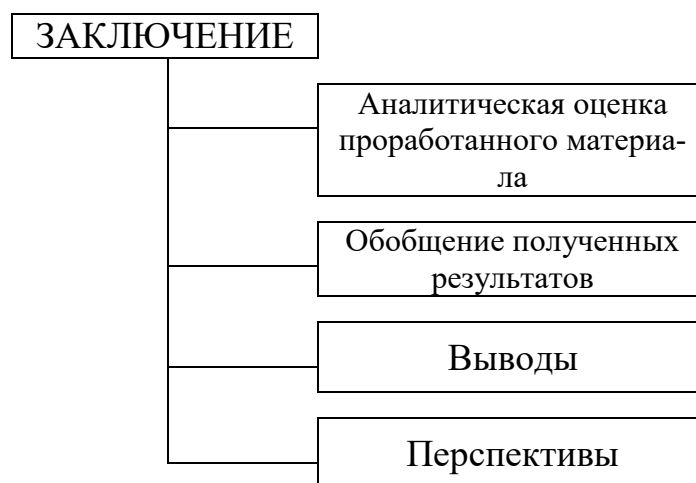 ЗАКЛЮЧЕНИЕ
Аналитическая оценка
проработанного материа-
ла
Обобщение полученных
результатов
Выводы
Перспективы